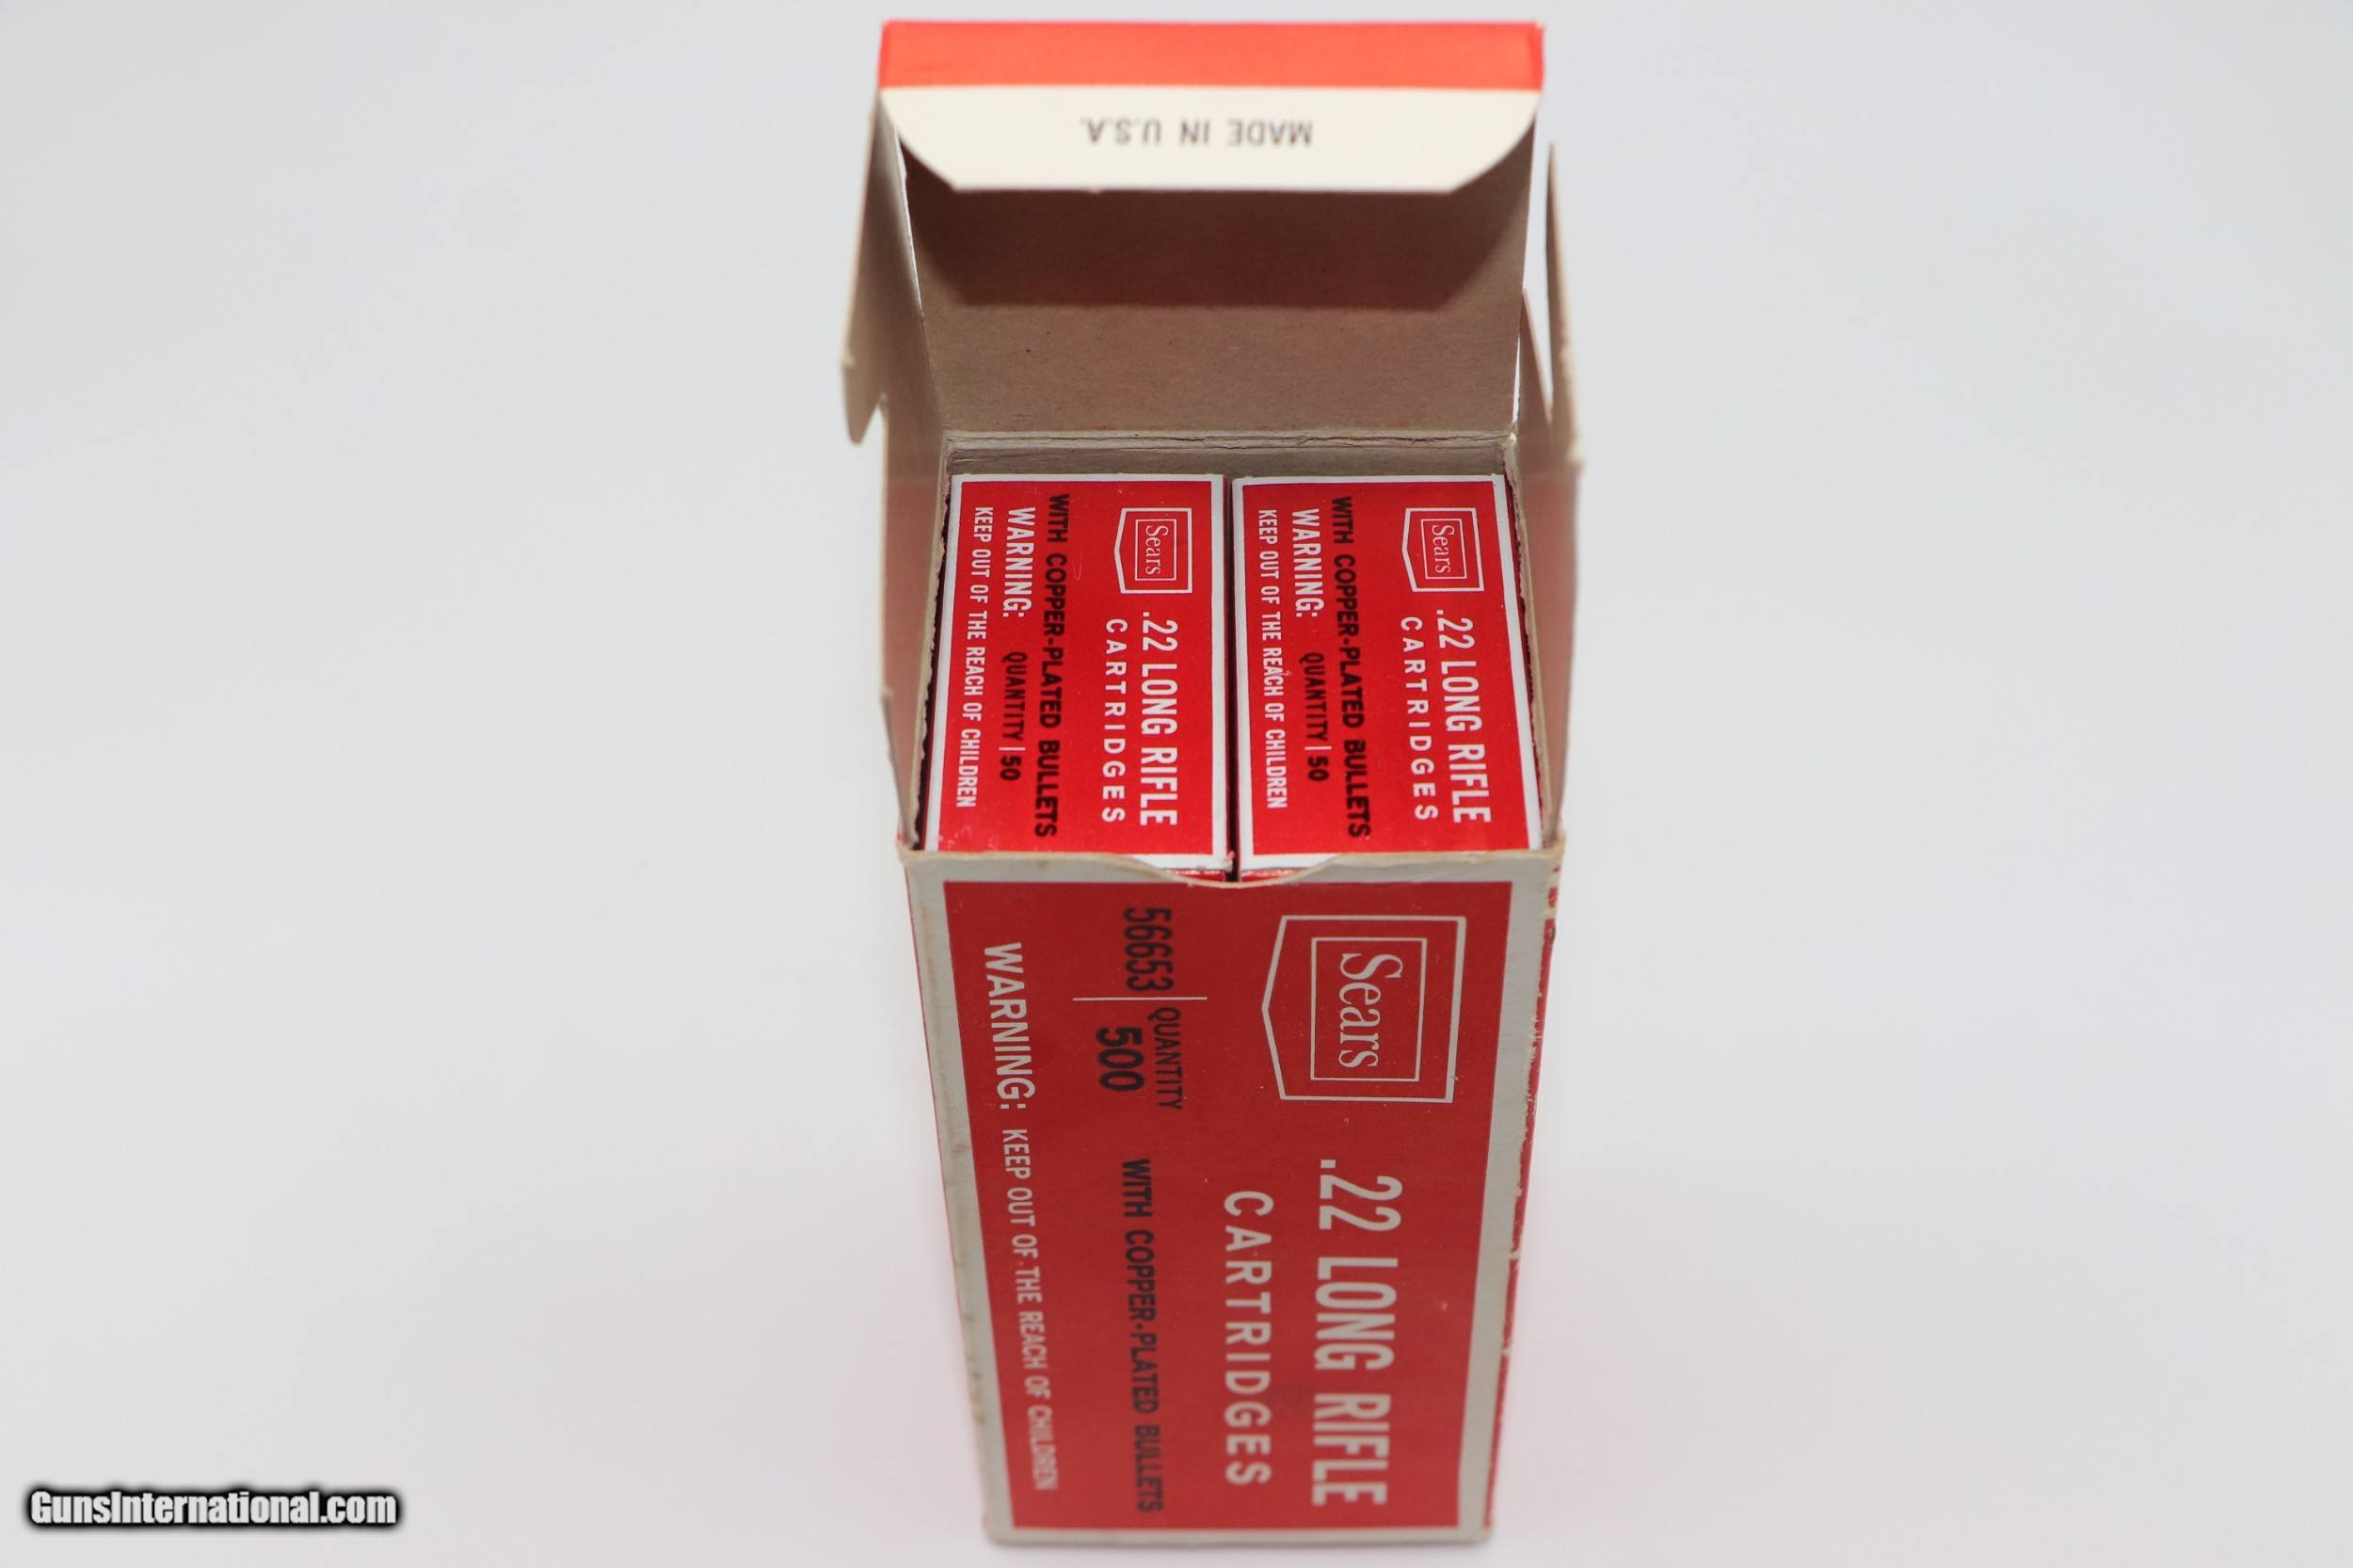 MADE IN U.S.A.
Sears
.22 LONG RIFLE
CARTRIDGES
WITH COPPER-PLATED BULLETS
WARNING: QUANTITY | 50
KEEP OUT OF THE REACH OF CHILDREN
Sears
.22 LONG RIFLE
CARTRIDGES
WITH COPPER-PLATED BULLETS
WARNING: QUANTITY | 50
KEEP OUT OF THE REACH OF CHILDREN
Sears
.22 LONG RIFLE
CARTRIDGES
56653 QUANTITY 500 WITH COPPER-PLATED BULLETS
WARNING: KEEP OUT OF THE REACH OF CHILDREN
GunsInternational.com